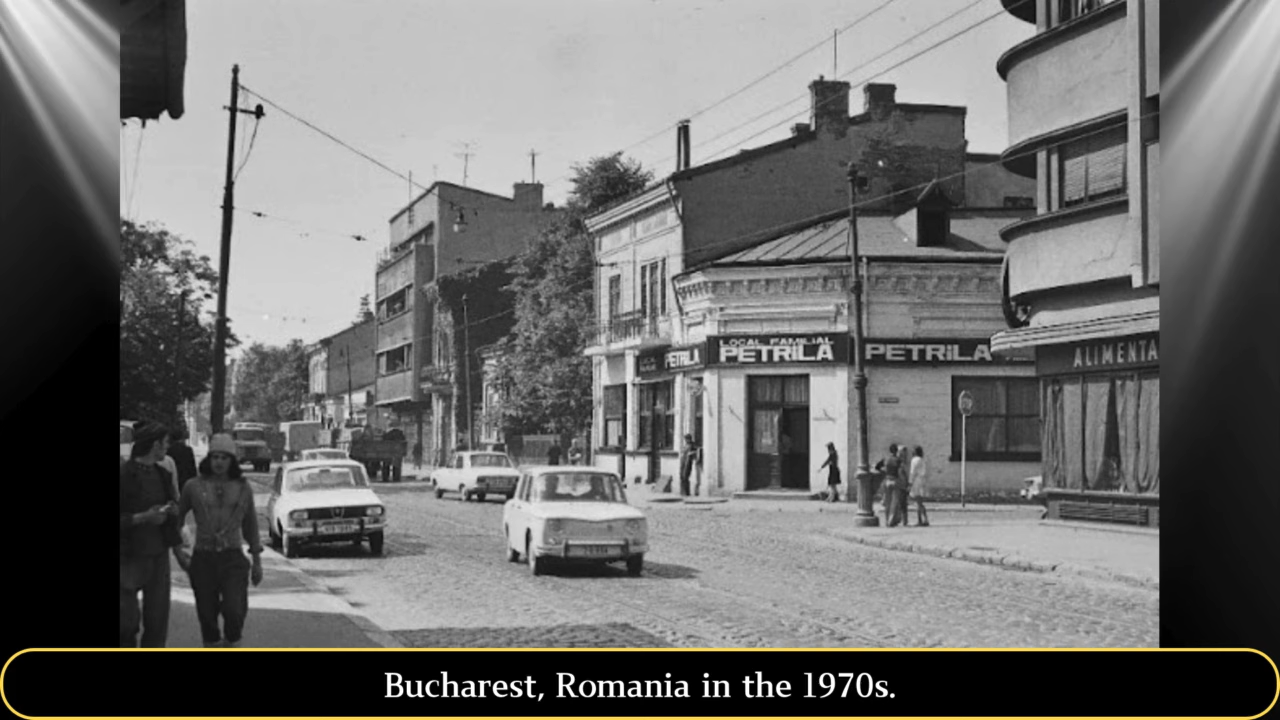 LOCAL FAMILIAL
PETRILA
PETRILA
PETRILA
ALIMENTA
Bucharest, Romania in the 1970s.